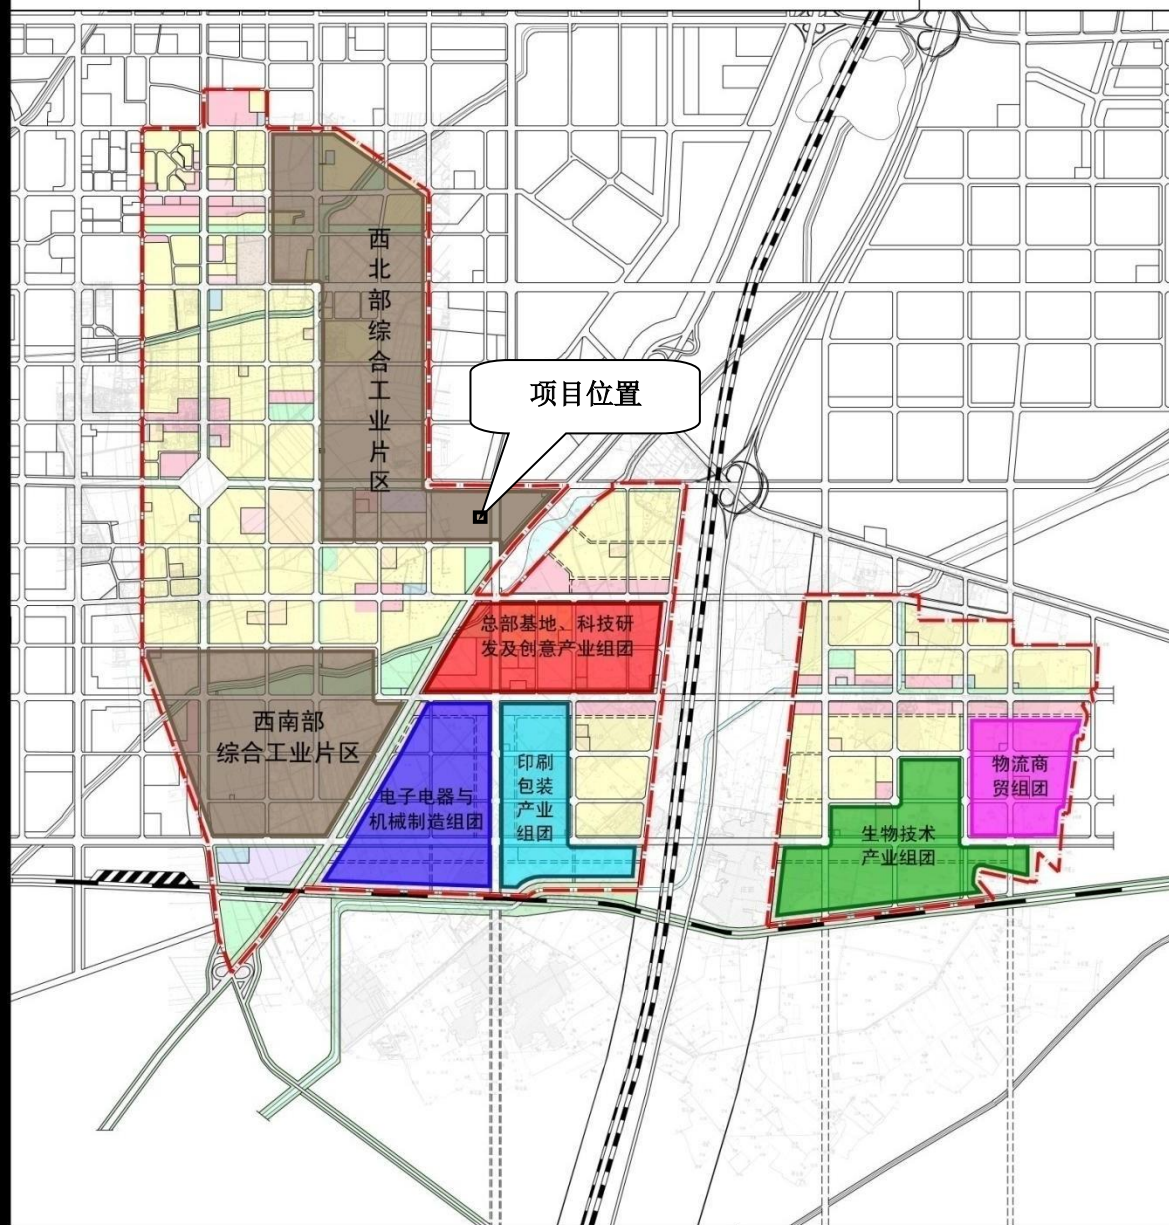 西北部综合工业片区
项目位置
总部基地、科技研
发及创意产业组团
西南部
综合工业片区
电子电器与
机械制造组团
印刷
包装
产业
组团
物流商
贸组团
生物技术
产业组团